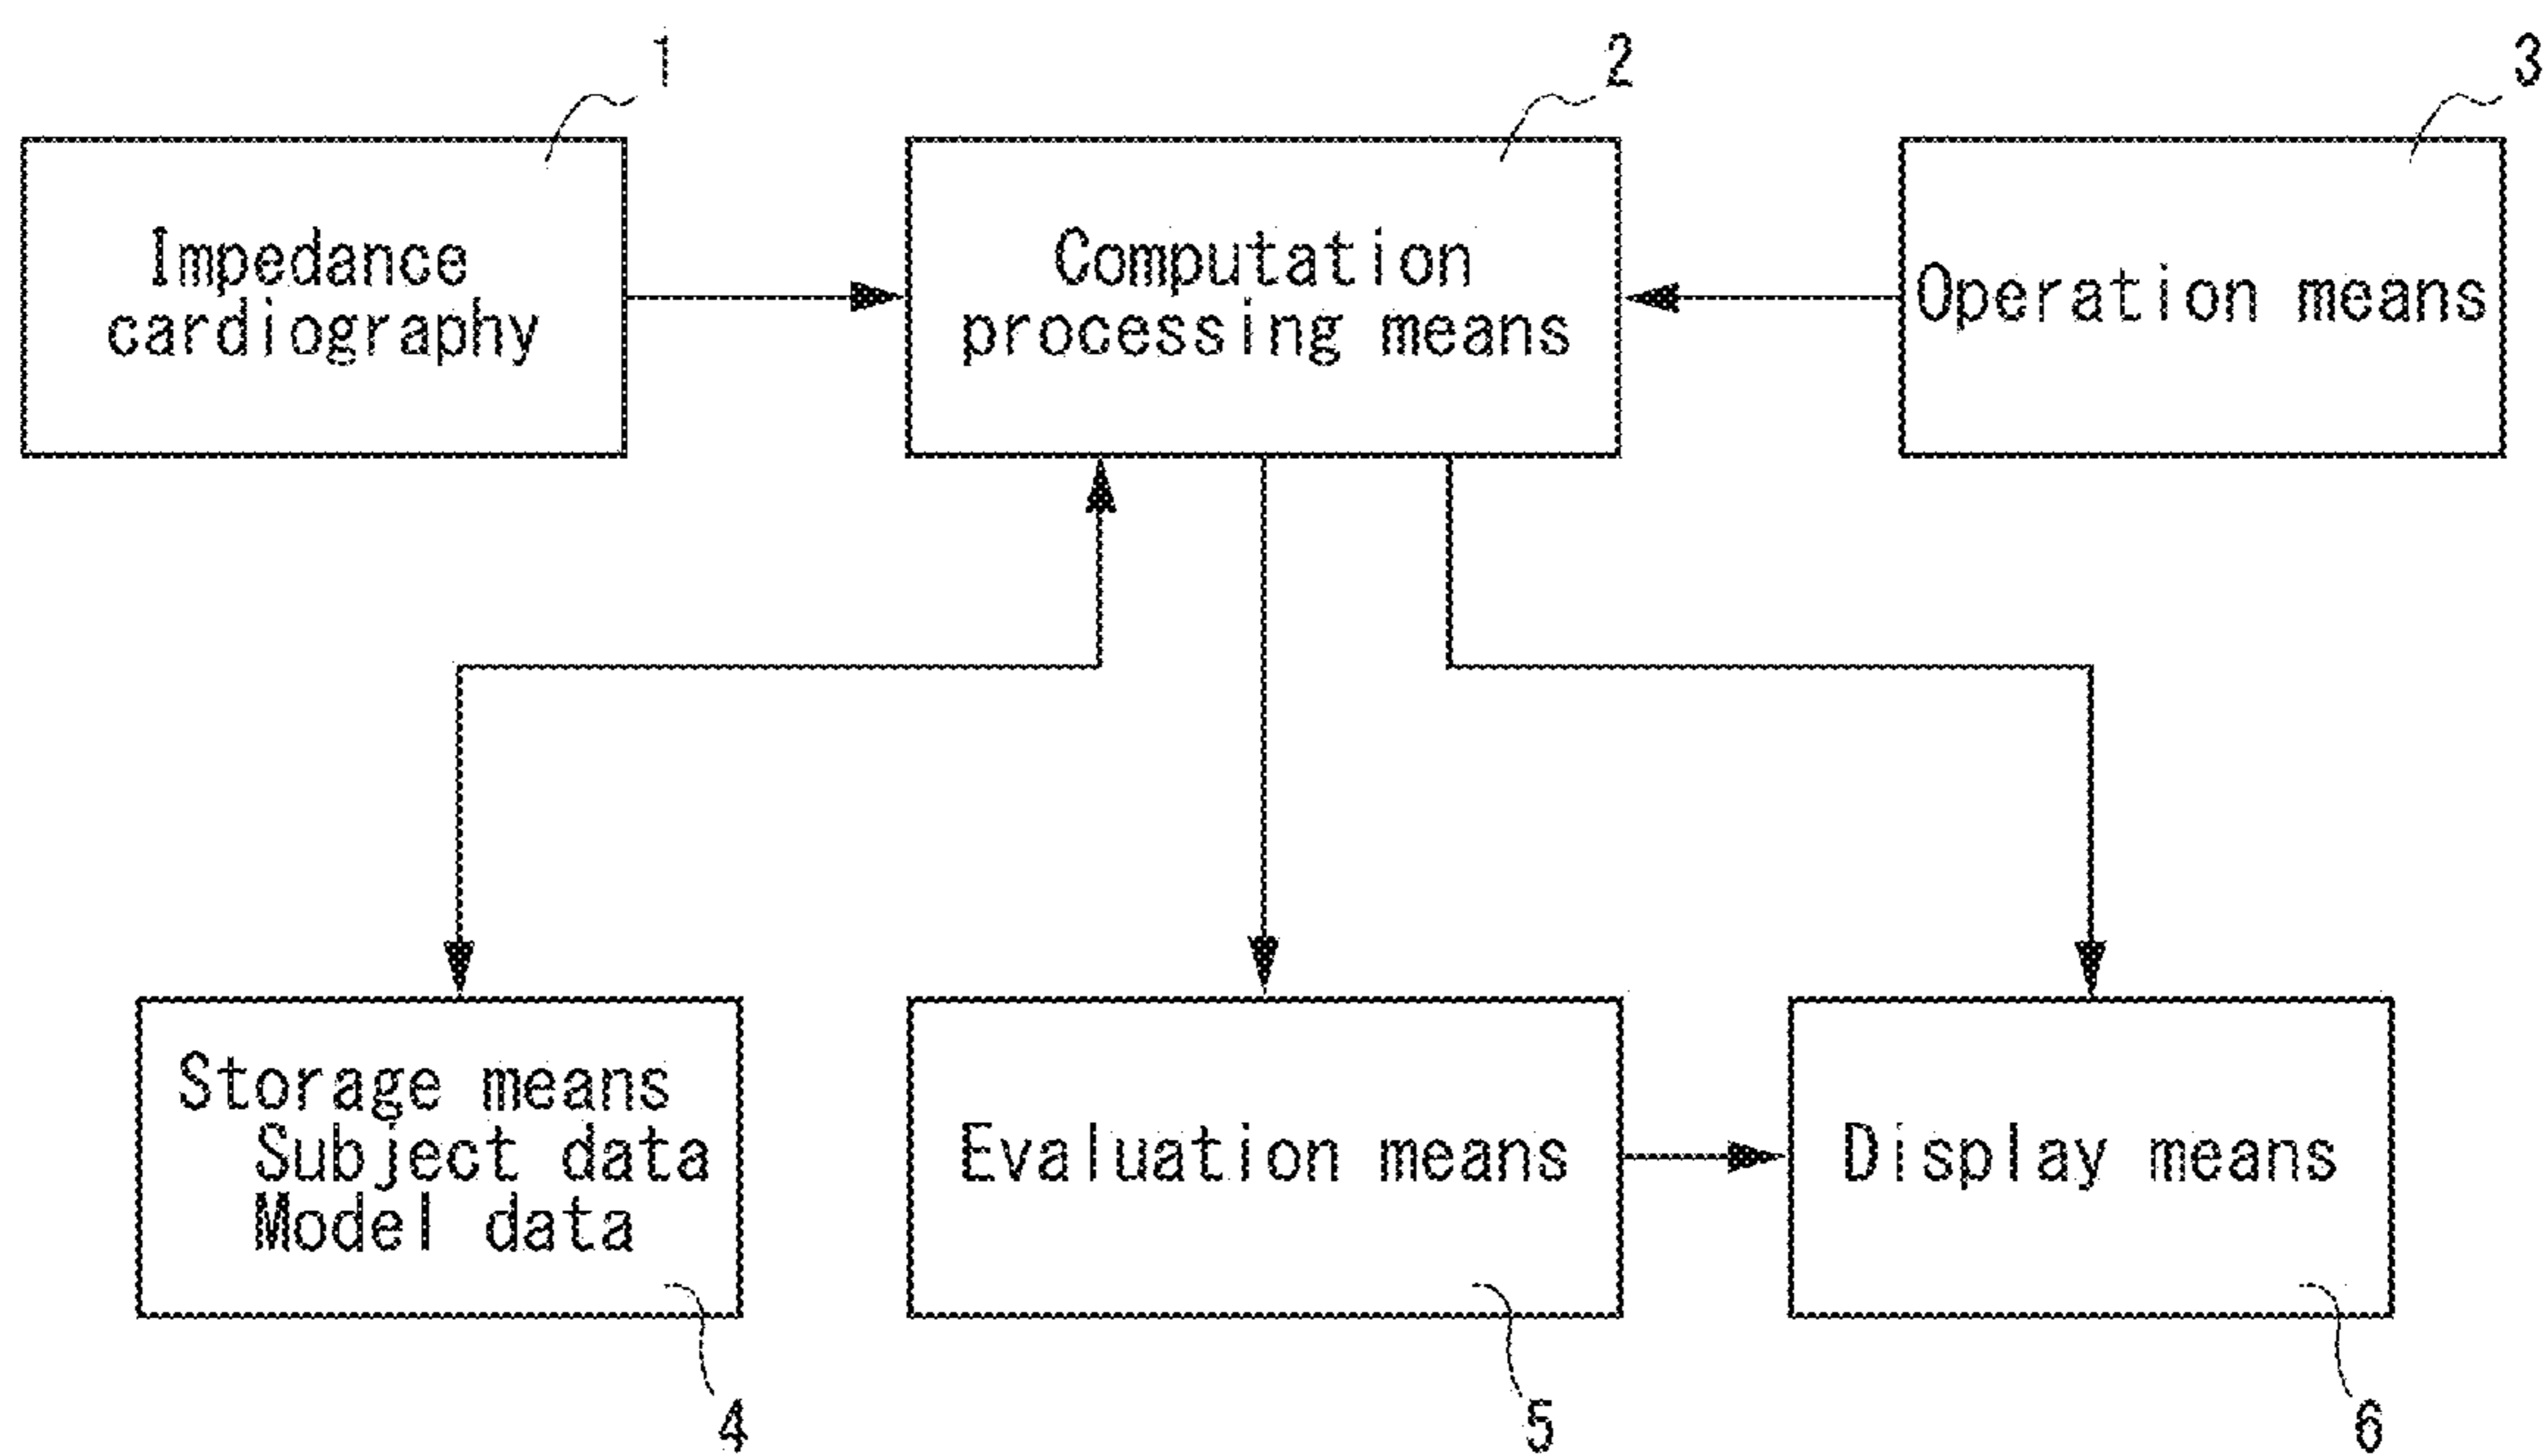 1
2
3
Impedance
cardiography
Computation
processing means
Operation means
Storage means
Subject data
Model data
Evaluation means
Display means
4
5
6